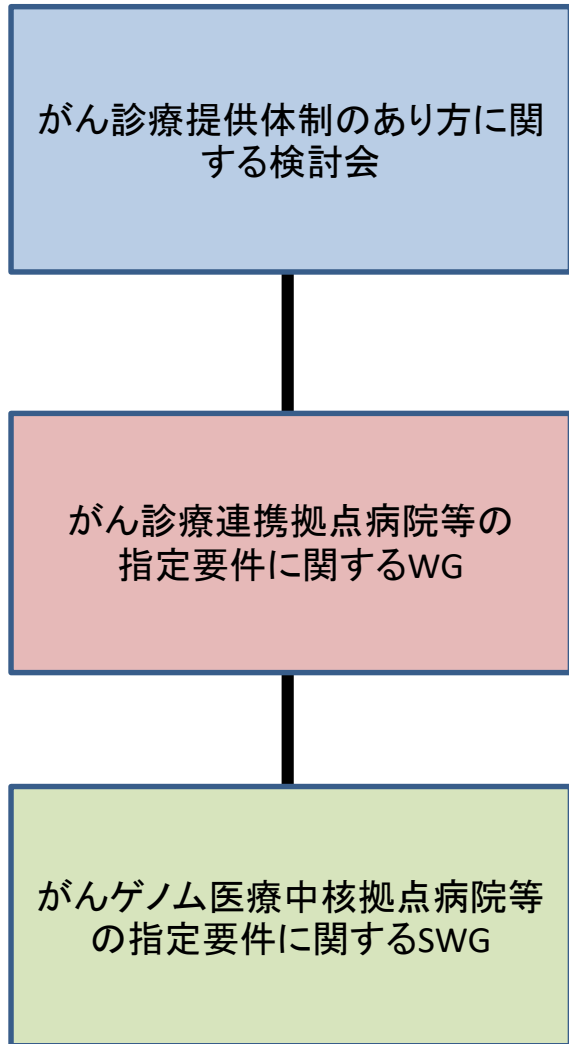 がん診療提供体制のあり方に関
する検討会
がん診療連携拠点病院等の
指定要件に関するWG
がんゲノム医療中核拠点病院等
の指定要件に関するSWG